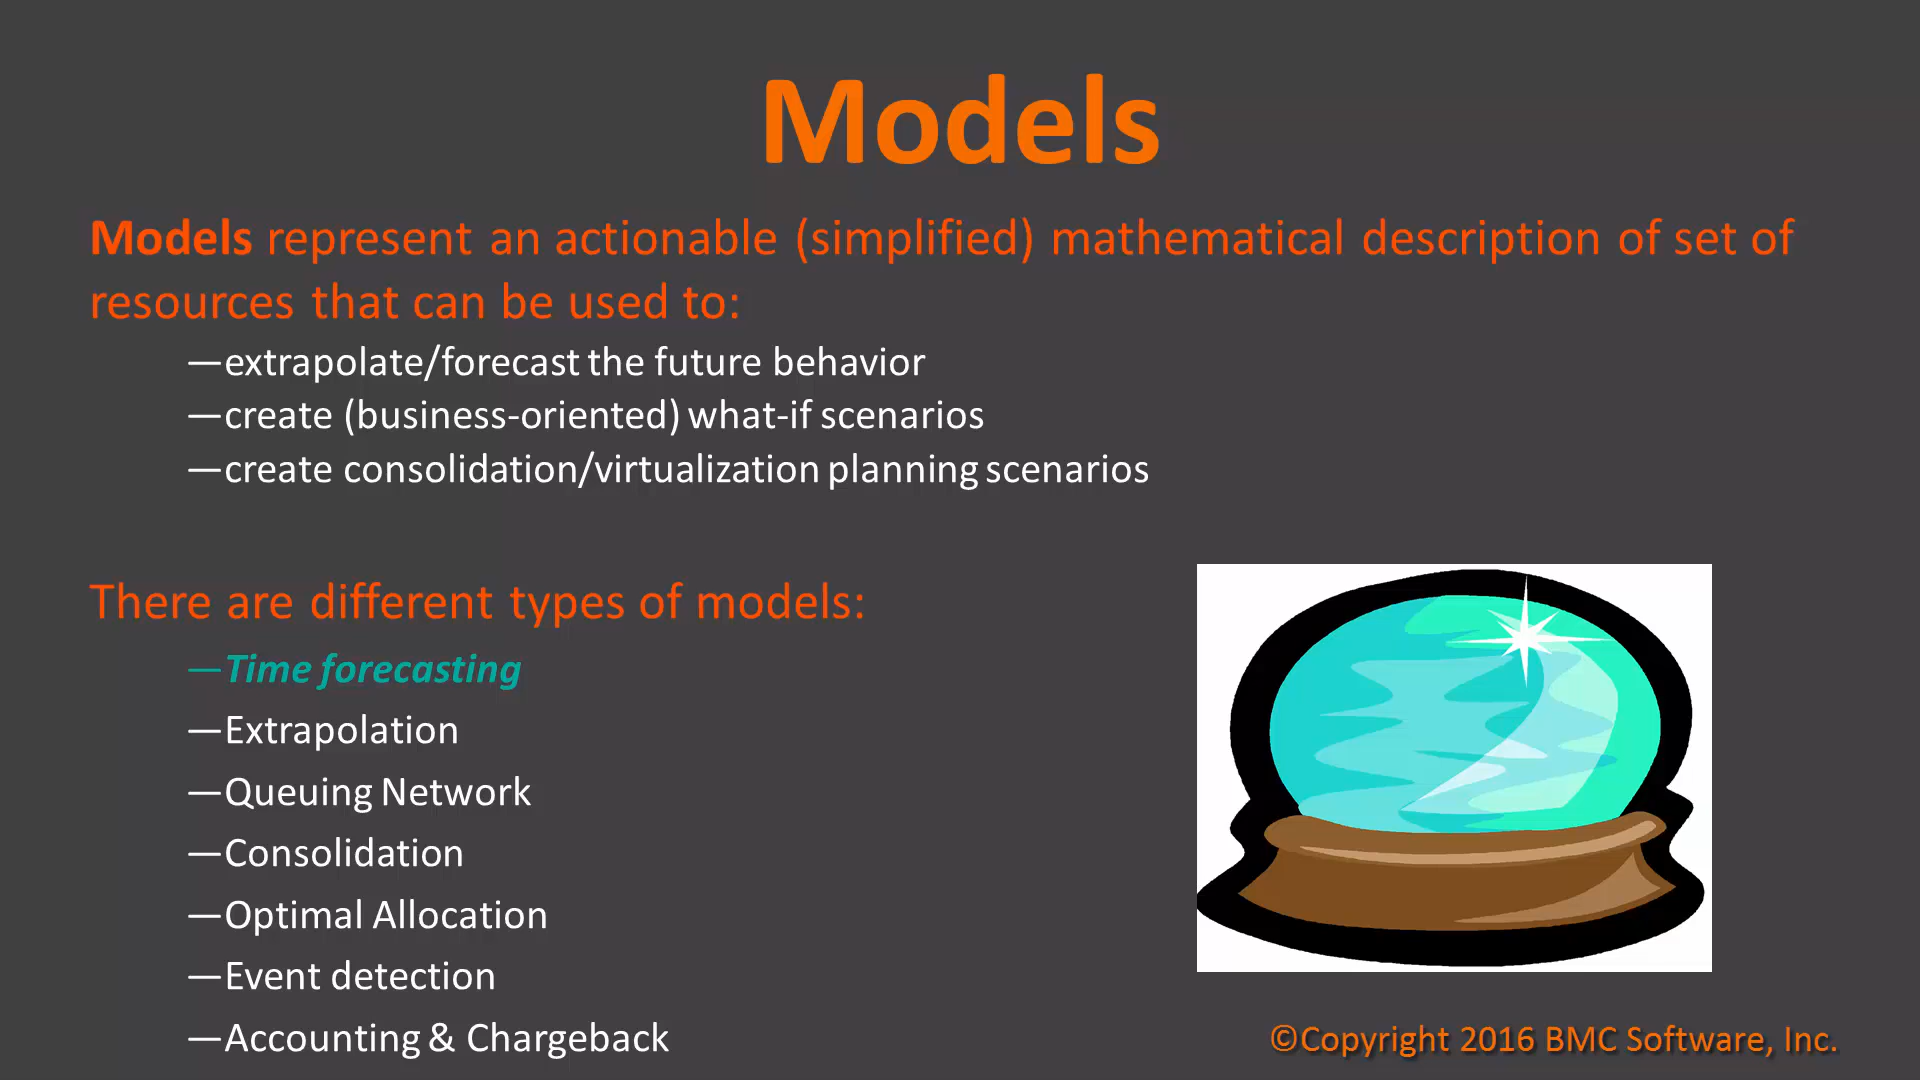 Models
Models represent an actionable (simplified) mathematical description of set of
resources that can be used to:
—extrapolate/forecast the future behavior
—create (business-oriented) what-if scenarios
—create consolidation/virtualization planning scenarios
There are different types of models:
—Time forecasting
—Extrapolation
—Queuing Network
—Consolidation
—Optimal Allocation
—Event detection
—Accounting & Chargeback
©Copyright 2016 BMC Software, Inc.